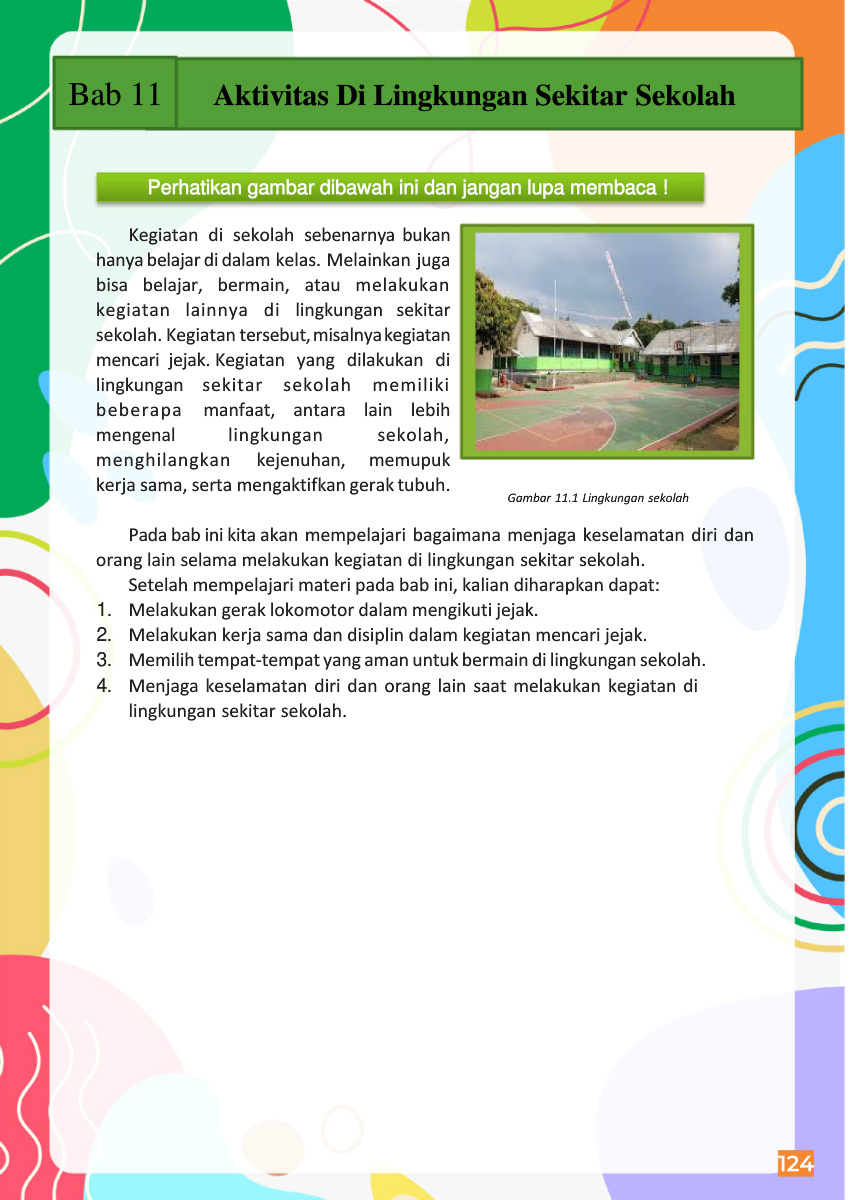 Bab 11
Aktivitas Di Lingkungan Sekitar Sekolah
Perhatikan gambar dibawah ini dan jangan lupa membaca !
Kegiatan di sekolah sebenarnya bukan
hanya belajar di dalam kelas. Melainkan juga
bisa belajar, bermain, atau melakukan
kegiatan lainnya di lingkungan sekitar
sekolah. Kegiatan tersebut, misalnya kegiatan
mencari jejak. Kegiatan yang dilakukan di
lingkungan sekitar sekolah memiliki
beberapa manfaat, antara lain lebih
mengenal lingkungan sekolah,
menghilangkan kejenuhan, memupuk
kerja sama, serta mengaktifkan gerak tubuh.
Gambar 11.1 Lingkungan sekolah
Pada bab ini kita akan mempelajari bagaimana menjaga keselamatan diri dan
orang lain selama melakukan kegiatan di lingkungan sekitar sekolah.
Setelah mempelajari materi pada bab ini, kalian diharapkan dapat:
1. Melakukan gerak lokomotor dalam mengikuti jejak.
2. Melakukan kerja sama dan disiplin dalam kegiatan mencari jejak.
3. Memilih tempat-tempat yang aman untuk bermain di lingkungan sekolah.
4. Menjaga keselamatan diri dan orang lain saat melakukan kegiatan di
lingkungan sekitar sekolah.
124